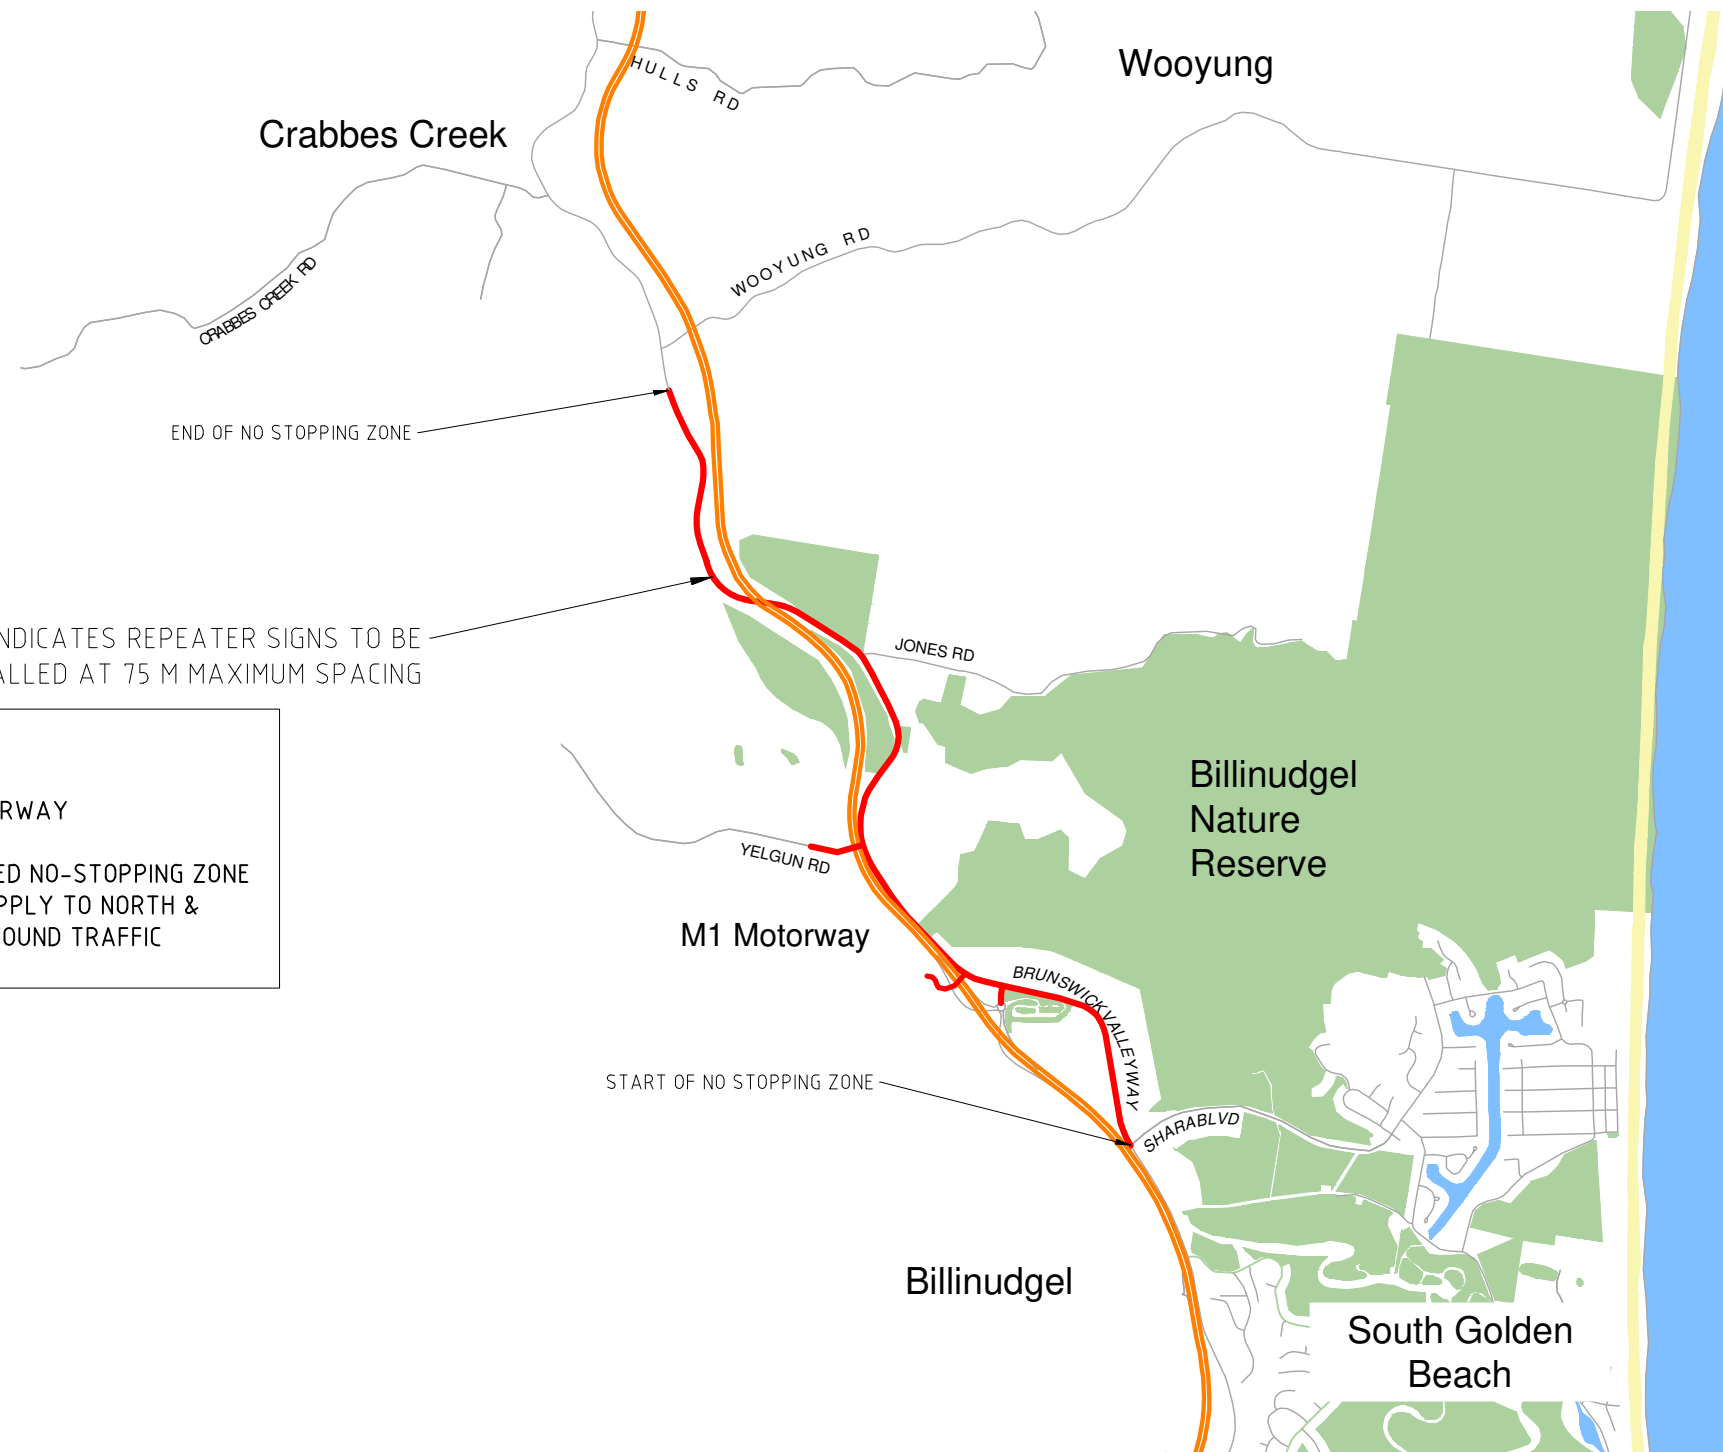 Wooyung
HULLS RD
Crabbes Creek
WOOYUNG RD
CRABBES CREEK RD
END OF NO STOPPING ZONE
NDICATES REPEATER SIGNS TO BE
ALLED AT 75 M MAXIMUM SPACING
JONES RD
RWAY
ED NO-STOPPING ZONE
PPLY TO NORTH &
OUND TRAFFIC
Billinudgel
Nature
Reserve
YELGUN RD
M1 Motorway
BRUNSWICK VALLEY WAY
START OF NO STOPPING ZONE
SHARA BLVD
Billinudgel
South Golden
Beach